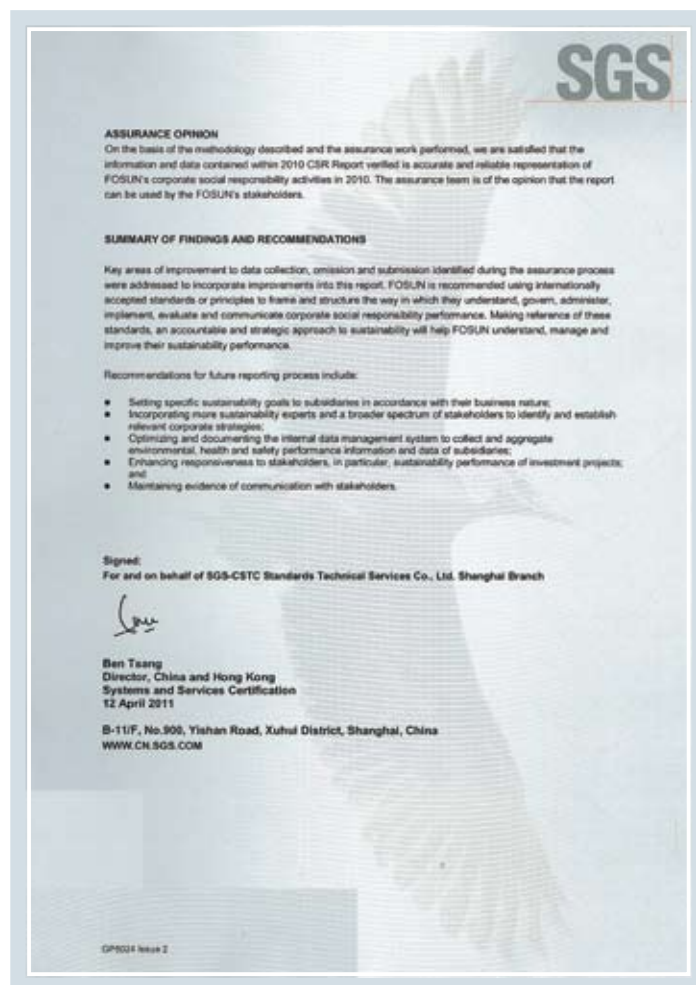 SGS
ASSURANCE OPINION
On the basis of the methodology described and the assurance work performed, we are satisfied that the
information and data contained within 2010 CSR Report verified is accurate and reliable representation of
FOSUN's corporate social responsibility activities in 2010. The assurance team is of the opinion that the report
can be used by the FOSUN's stakeholders.
SUMMARY OF FINDINGS AND RECOMMENDATIONS
Key areas of improvement to data collection, omission and submission identified during the assurance process
were addressed to incorporate improvements into this report. FOSUN is recommended using internationally
accepted standards or principles to frame and structure the way in which they understand, govern, administer,
implement, evaluate and communicate corporate social responsibility performance. Making reference of these
standards, an accountable and strategic approach to sustainability will help FOSUN understand, manage and
improve their sustainability performance.
Recommendations for future reporting process include:
• Setting specific sustainability goals to subsidiaries in accordance with their business nature;
• Incorporating more sustainability experts and a broader spectrum of stakeholders to identify and establish
relevant corporate strategies;
• Optimizing and documenting the internal data management system to collect and aggregate
environmental, health and safety performance information and data of subsidiaries;
• Enhancing responsiveness to stakeholders, in particular, sustainability performance of investment projects;
and
• Maintaining evidence of communication with stakeholders.
Signed:
For and on behalf of SGS-CSTC Standards Technical Services Co., Ltd. Shanghai Branch
Ben Tsang
Director, China and Hong Kong
Systems and Services Certification
12 April 2011
B-11/F, No.900, Yishan Road, Xuhui District, Shanghai, China
WWW.CN.SGS.COM
GP5024 Issue 2